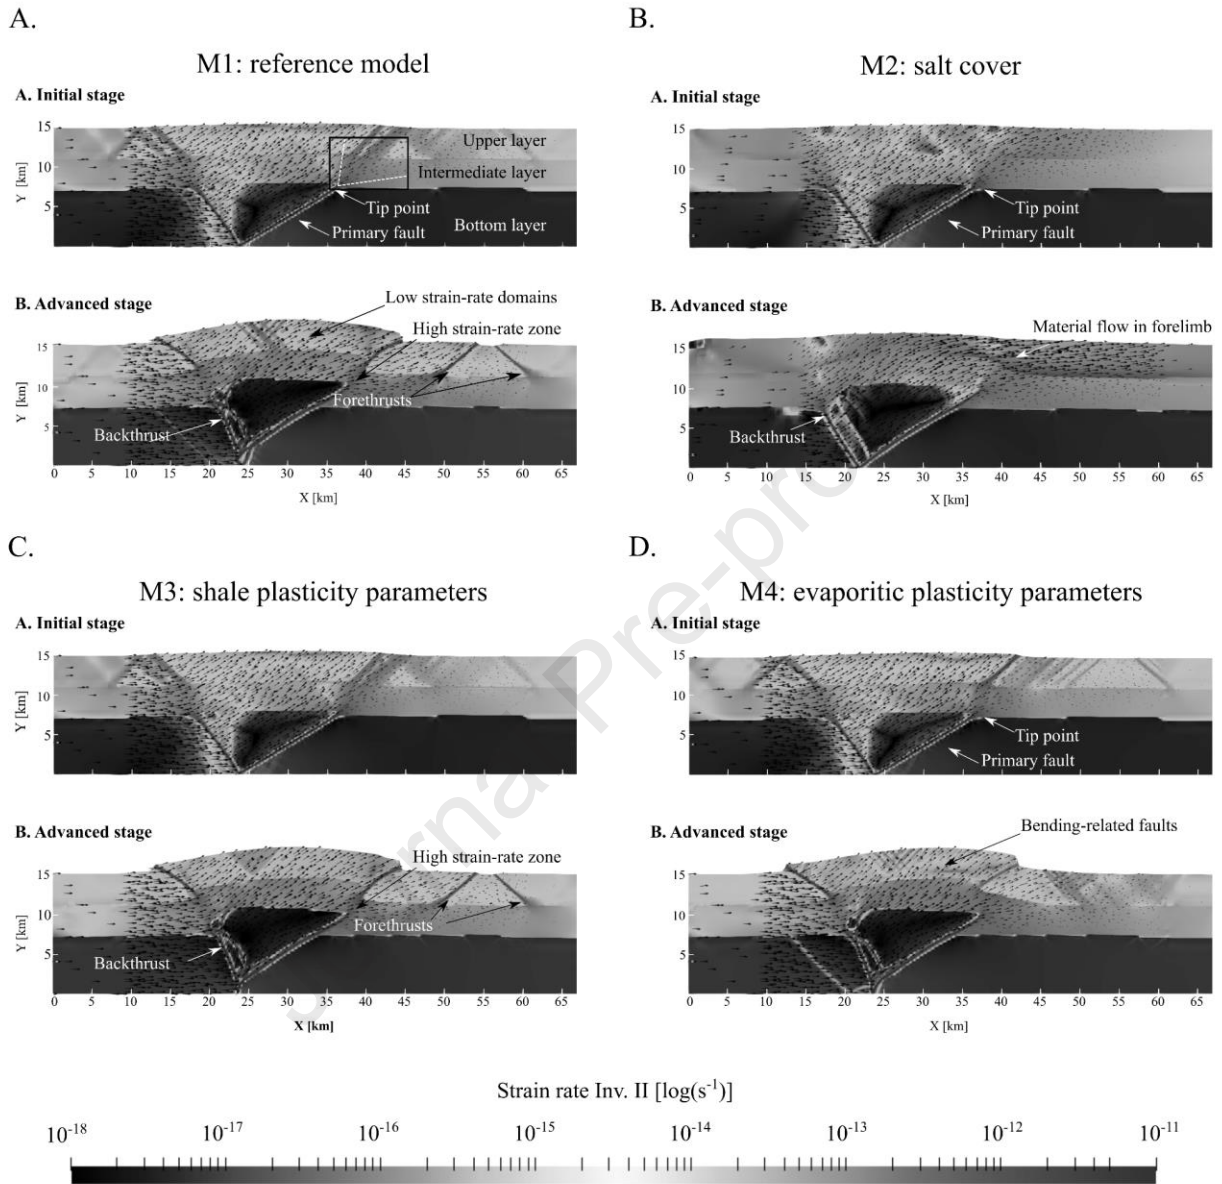 A.
M1: reference model
A. Initial stage
15
10
5
Y [km]
Upper layer
Intermediate layer
Tip point
Primary fault
Bottom layer
B. Advanced stage
Low strain-rate domains
High strain-rate zone
Forethrusts
Backthrust
15
10
5
Y [km]
0 5 10 15 20 25 30 35 40 45 50 55 60 65
X [km]
B.
M2: salt cover
A. Initial stage
15
10
5
Tip point
Primary fault
B. Advanced stage
Material flow in forelimb
Backthrust
15
10
5
0 5 10 15 20 25 30 35 40 45 50 55 60 65
X [km]
C.
M3: shale plasticity parameters
A. Initial stage
15
10
5
Y [km]
B. Advanced stage
High strain-rate zone
Forethrusts
Backthrust
15
10
5
Y [km]
0 5 10 15 20 25 30 35 40 45 50 55 60 65
X [km]
D.
M4: evaporitic plasticity parameters
A. Initial stage
15
10
5
Tip point
Primary fault
B. Advanced stage
Bending-related faults
15
10
5
0 5 10 15 20 25 30 35 40 45 50 55 60 65
X [km]
Strain rate Inv. II [log(s⁻¹)]
10⁻¹⁸ 10⁻¹⁷ 10⁻¹⁶ 10⁻¹⁵ 10⁻¹⁴ 10⁻¹³ 10⁻¹² 10⁻¹¹